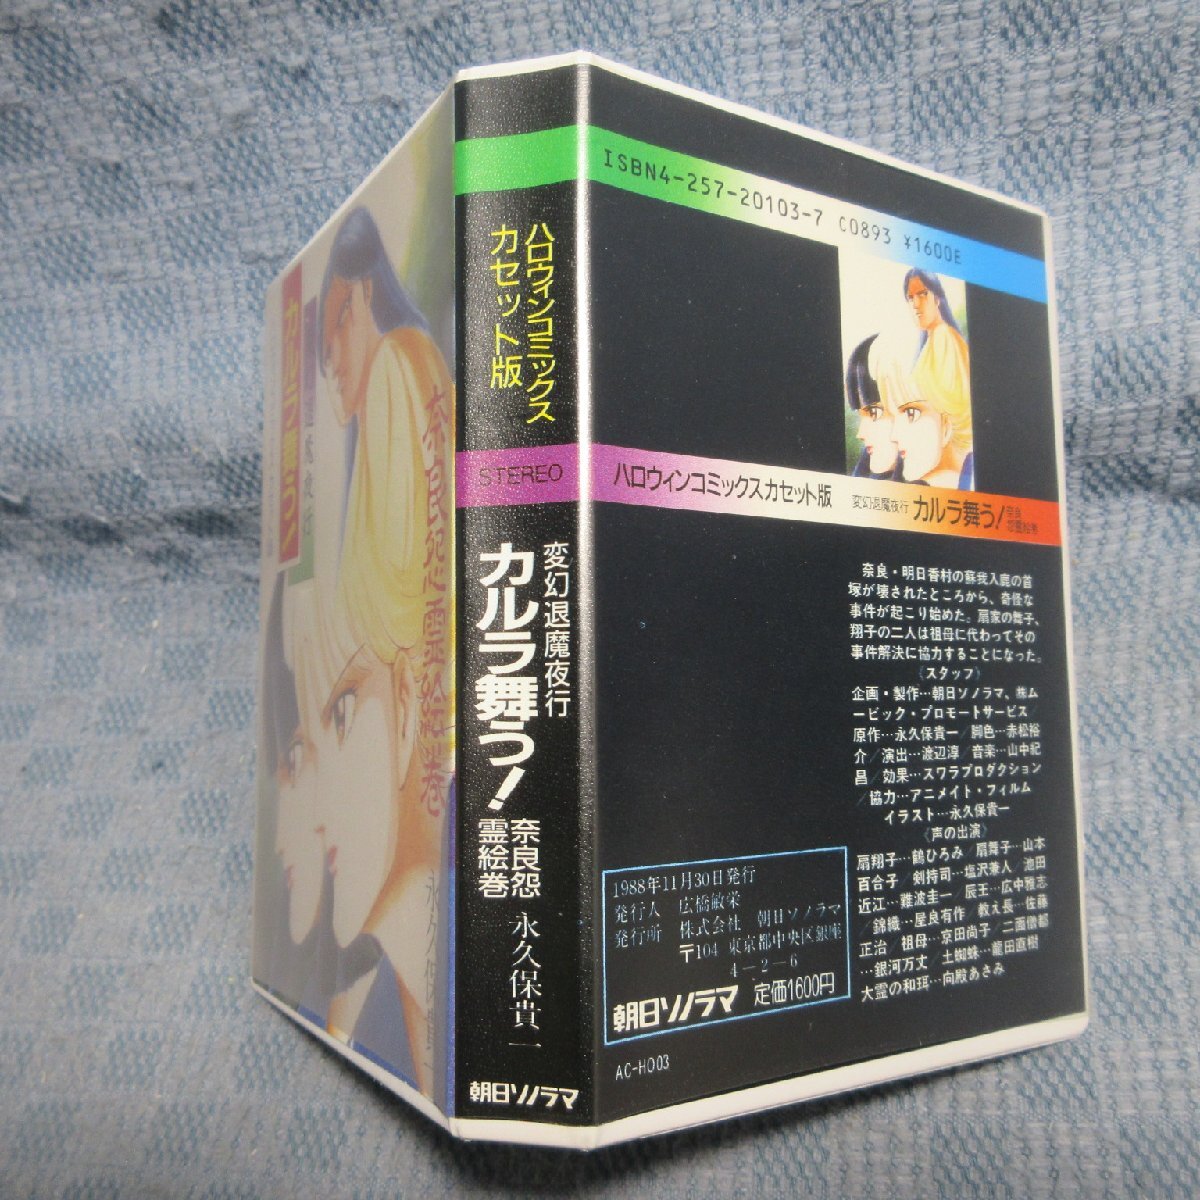 ハロウィンコミックス
カセット版
STEREO
変幻退魔夜行
カルラ舞う!
奈良怨
霊絵巻
永久保貴一
朝日ソノラマ
ISBN4-257-20103-7 C0893 ¥1600E
ハロウィンコミックスカセット版 変幻退魔夜行 カルラ舞う! 奈良
怨霊絵巻
奈良・明日香村の蘇我入鹿の首
塚が壊されたところから、奇怪な
事件が起こり始めた。扇家の舞子、
翔子の二人は祖母に代わってその
事件解決に協力することになった。
《スタッフ》
企画・製作…朝日ソノラマ、㈱ム
ービック・プロモートサービス
原作…永久保貴一/脚色…赤松裕
介/演出…渡辺淳/音楽…山中紀
昌/効果…スワラプロダクション
/協力…アニメイト・フィルム
イラスト…永久保貴一
《声の出演》
扇翔子…鶴ひろみ/扇舞子…山本
百合子/剣持司…塩沢兼人/池田
近江…難波圭一/辰王…広中雅志
/錦織…屋良有作/教え長…佐藤
正治/祖母…京田尚子/二面僧都
…銀河万丈/土蜘蛛…龍田直樹
大霊の和珥…向殿あさみ
1988年11月30日発行
発行人 広橋敏栄
発行所 株式会社 朝日ソノラマ
〒104 東京都中央区銀座
4-2-6
朝日ソノラマ 定価1600円
AC-HO03
カルラ舞う!
奈良怨霊絵巻
永久保貴一